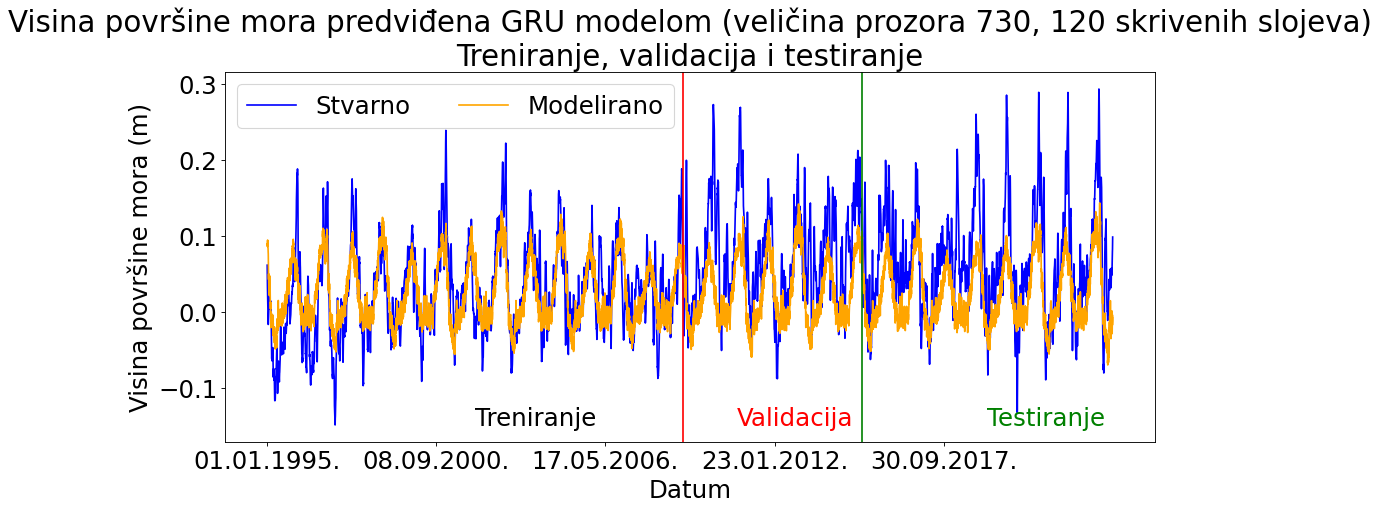 Visina površine mora predviđena GRU modelom (veličina prozora 730, 120 skrivenih slojeva)
Treniranje, validacija i testiranje
Stvarno Modelirano
Visina površine mora (m)
0.3
0.2
0.1
0.0
−0.1
Treniranje Validacija Testiranje
01.01.1995. 08.09.2000. 17.05.2006. 23.01.2012. 30.09.2017.
Datum